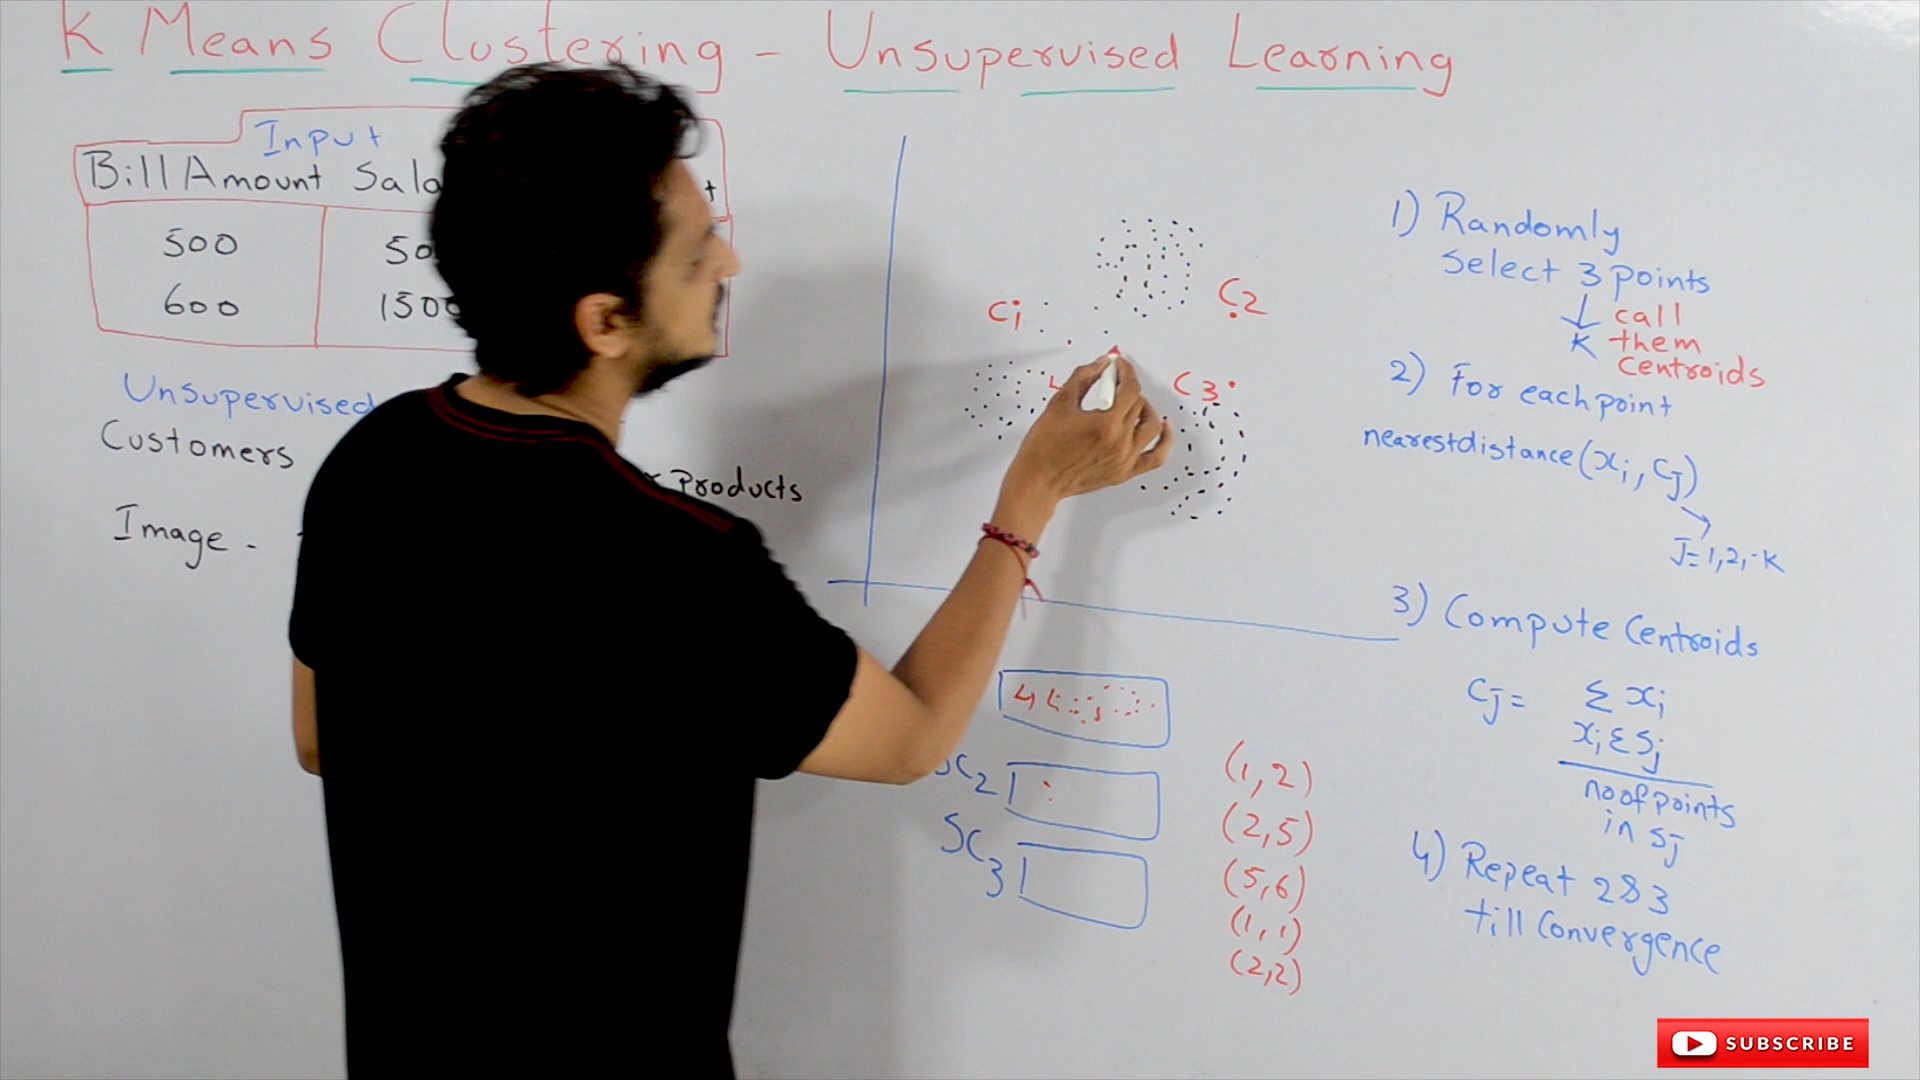 K Means Clustering - Unsupervised Learning
Input
Bill Amount
500
600
Unsupervised
Customers
products
Image -
C1
C2
C3
SC2
SC3
(1,2)
(2,5)
(5,6)
(1,1)
(2,2)
1) Randomly
Select 3 points
K
call
them
centroids
2) For each point
nearestdistance(xi, Cj)
J=1,2,-K
3) Compute Centroids
Cj= Σ xi
xi Σ Sj
no of points
in Sj
4) Repeat 2&3
till Convergence
SUBSCRIBE